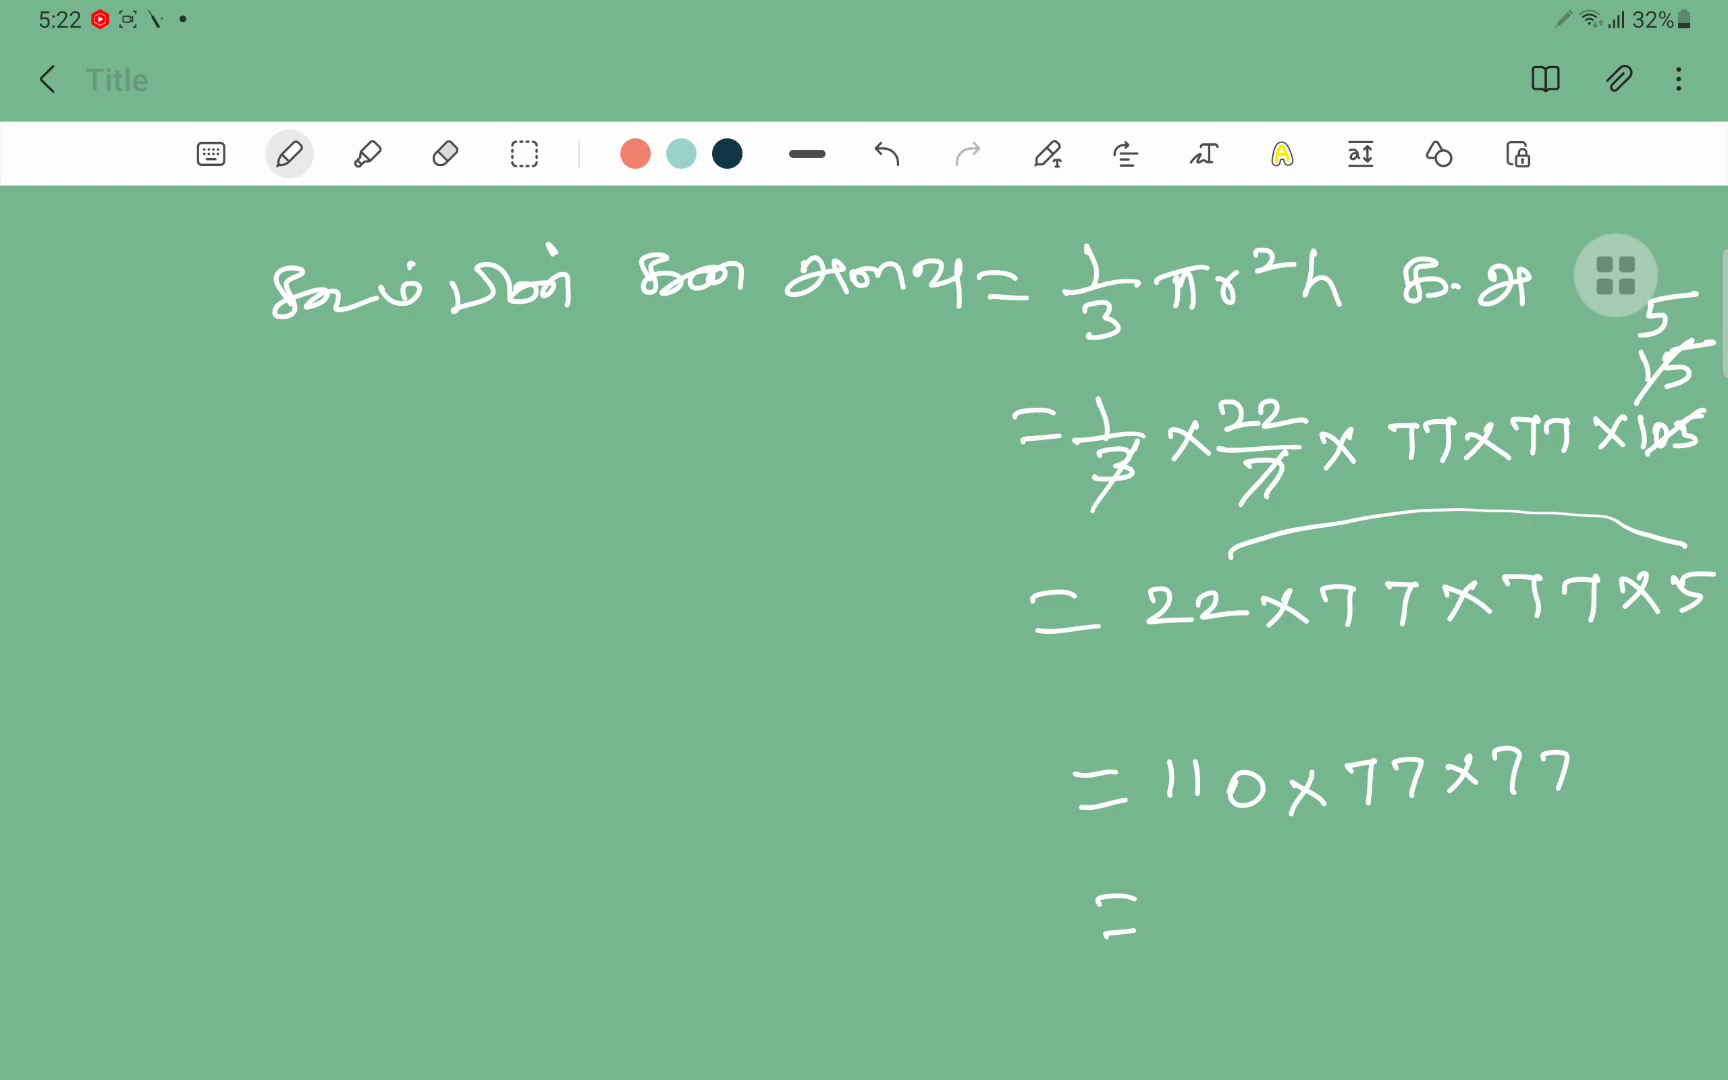 5:22 32%
Title
கூம்பின் கன அளவு = 1/3 πr²h க.அ
5
15
= 1/3 × 22/7 × 77 × 77 × 105
= 22 × 77 × 77 × 5
= 110 × 77 × 77
=